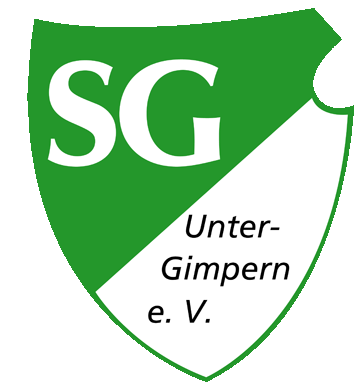 SG
Unter-
Gimpern
e. V.